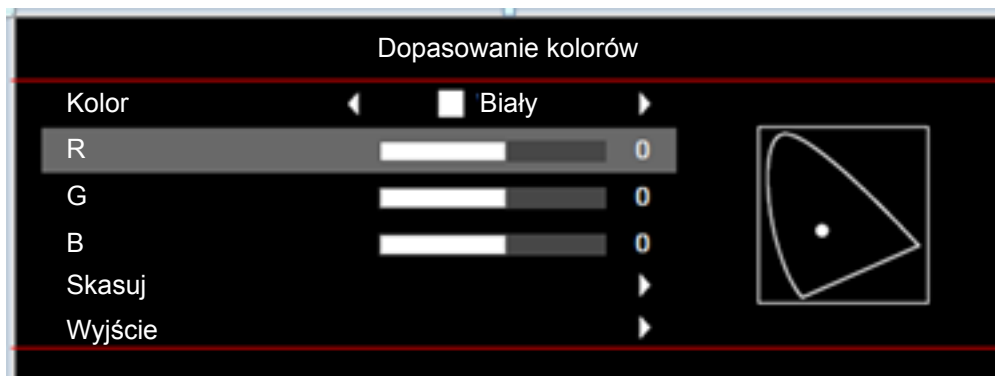 Dopasowanie kolorów
Kolor Biały
R 0
G 0
B 0
Skasuj
Wyjście